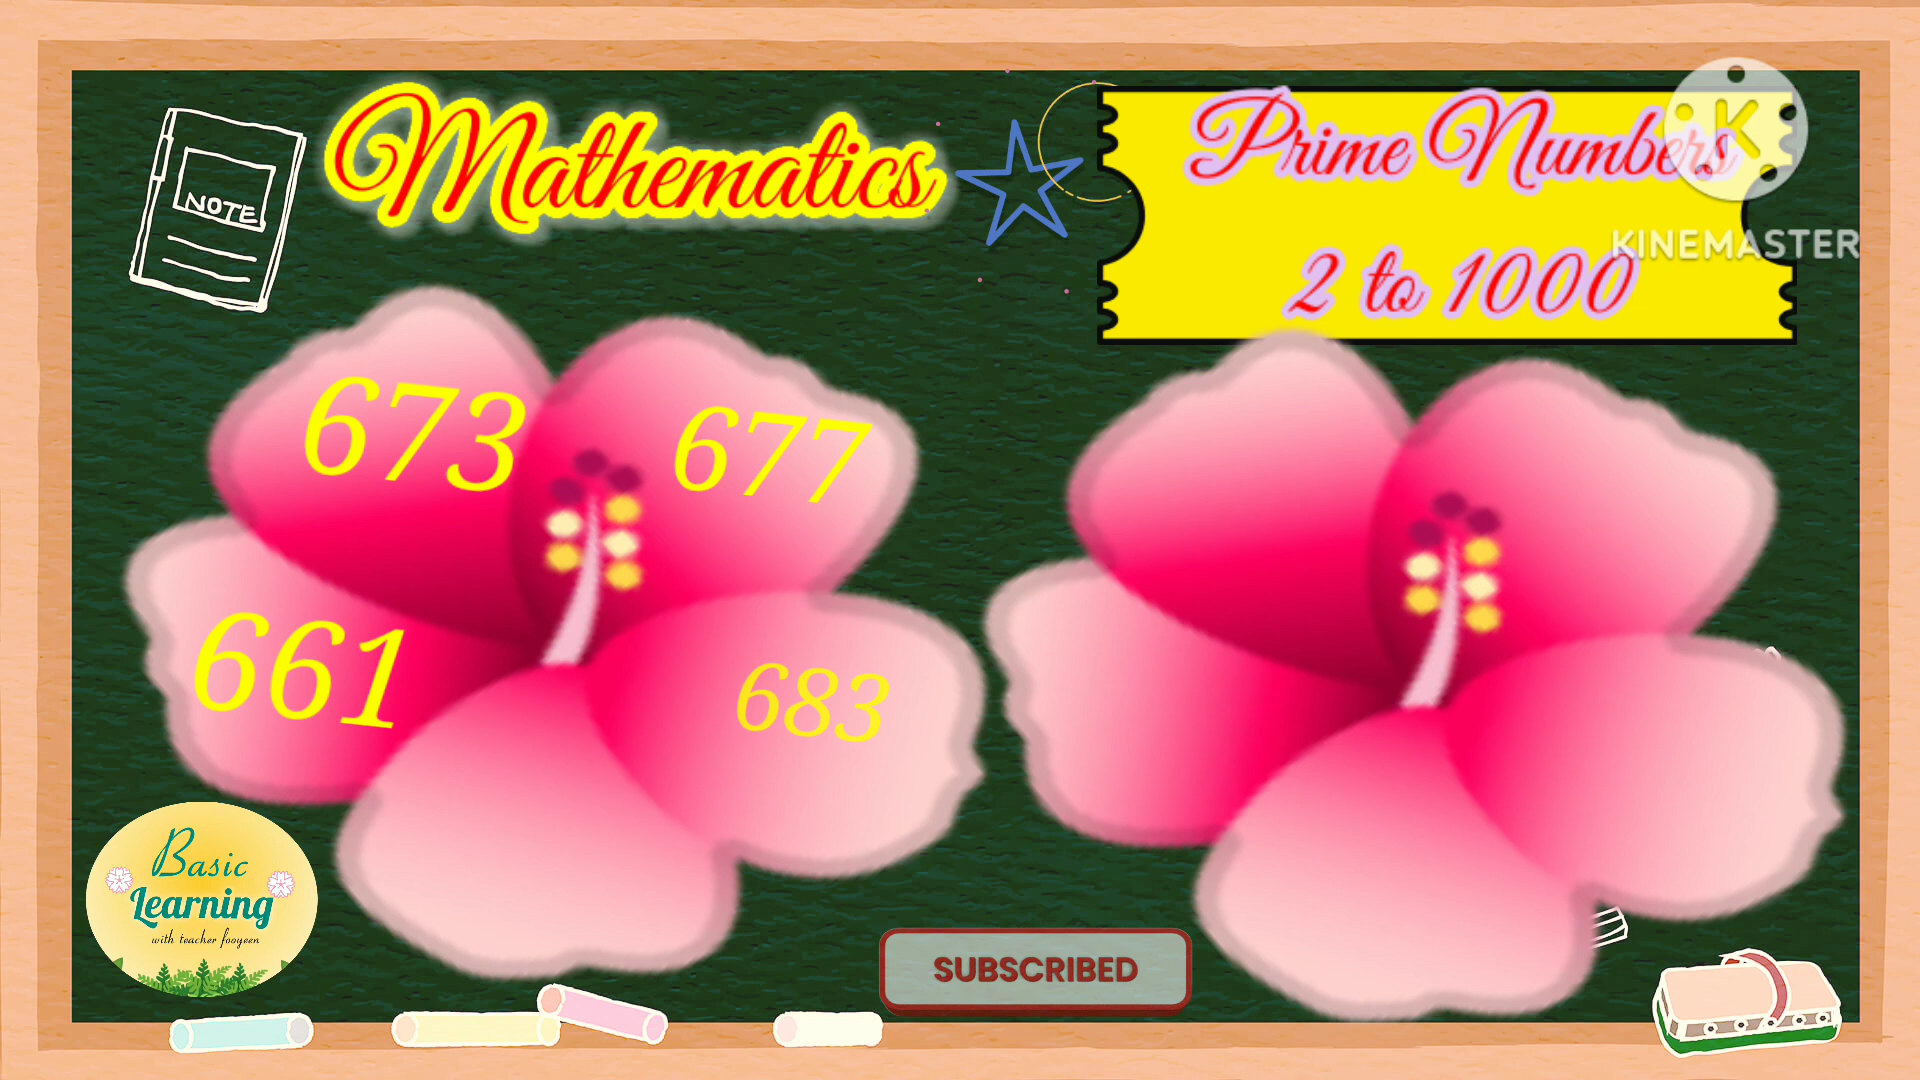 NOTE
Mathematics
Prime Numbers
2 to 1000
K
KINEMASTER
673
677
661
683
Basic
Learning
with teacher fooyeen
SUBSCRIBED